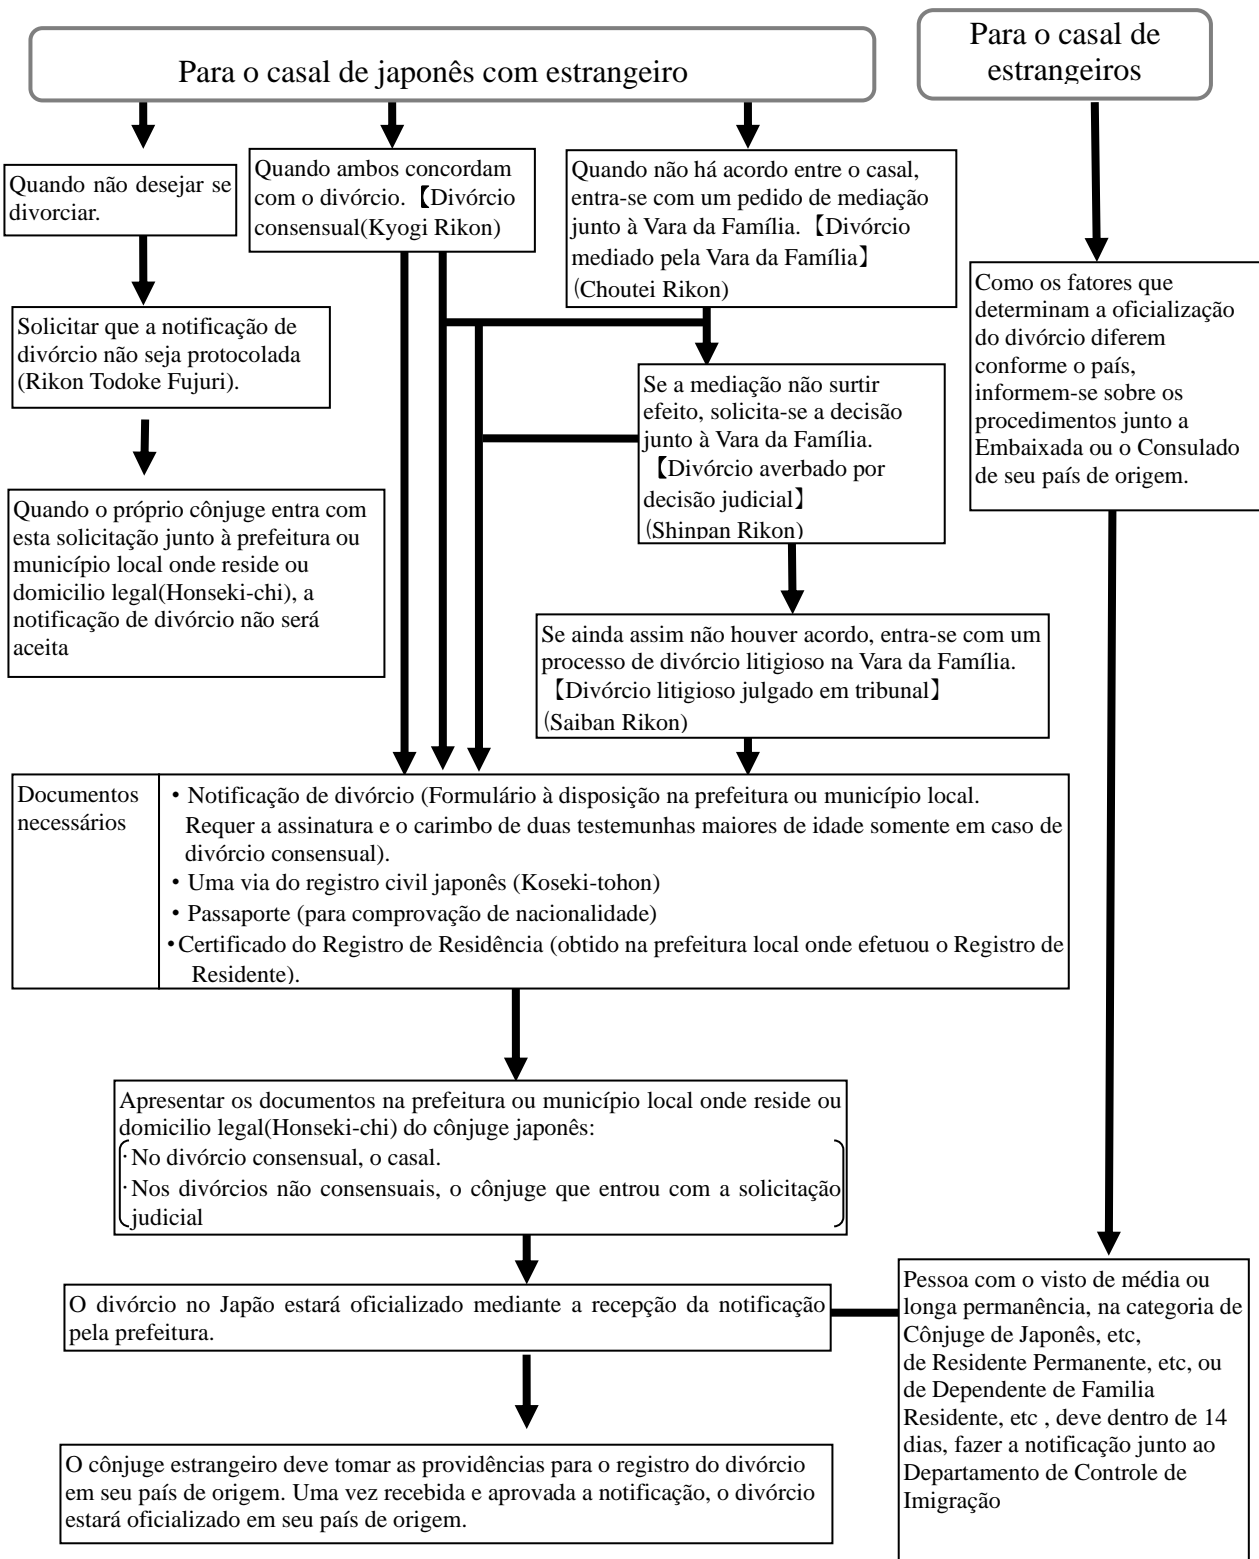 Para o casal de japonês com estrangeiro
Para o casal de
estrangeiros
Quando não desejar se
divorciar.
Quando ambos concordam
com o divórcio.【Divórcio
consensual(Kyogi Rikon)
Quando não há acordo entre o casal,
entra-se com um pedido de mediação
junto à Vara da Família.【Divórcio
mediado pela Vara da Família】
(Choutei Rikon)
Como os fatores que
determinam a oficialização
do divórcio diferem
conforme o país,
informem-se sobre os
procedimentos junto a
Embaixada ou o Consulado
de seu país de origem.
Solicitar que a notificação de
divórcio não seja protocolada
(Rikon Todoke Fujuri).
Se a mediação não surtir
efeito, solicita-se a decisão
junto à Vara da Família.
【Divórcio averbado por
decisão judicial】
(Shinpan Rikon)
Quando o próprio cônjuge entra com
esta solicitação junto à prefeitura ou
município local onde reside ou
domicilio legal(Honseki-chi), a
notificação de divórcio não será
aceita
Se ainda assim não houver acordo, entra-se com um
processo de divórcio litigioso na Vara da Família.
【Divórcio litigioso julgado em tribunal】
(Saiban Rikon)
Documentos
necessários
・Notificação de divórcio (Formulário à disposição na prefeitura ou município local.
Requer a assinatura e o carimbo de duas testemunhas maiores de idade somente em caso de
divórcio consensual).
・Uma via do registro civil japonês (Koseki-tohon)
・Passaporte (para comprovação de nacionalidade)
・Certificado do Registro de Residência (obtido na prefeitura local onde efetuou o Registro de
Residente).
Apresentar os documentos na prefeitura ou município local onde reside ou
domicilio legal(Honseki-chi) do cônjuge japonês:
・No divórcio consensual, o casal.
・Nos divórcios não consensuais, o cônjuge que entrou com a solicitação
judicial
O divórcio no Japão estará oficializado mediante a recepção da notificação
pela prefeitura.
Pessoa com o visto de média ou
longa permanência, na categoria de
Cônjuge de Japonês, etc,
de Residente Permanente, etc, ou
de Dependente de Familia
Residente, etc , deve dentro de 14
dias, fazer a notificação junto ao
Departamento de Controle de
Imigração
O cônjuge estrangeiro deve tomar as providências para o registro do divórcio
em seu país de origem. Uma vez recebida e aprovada a notificação, o divórcio
estará oficializado em seu país de origem.